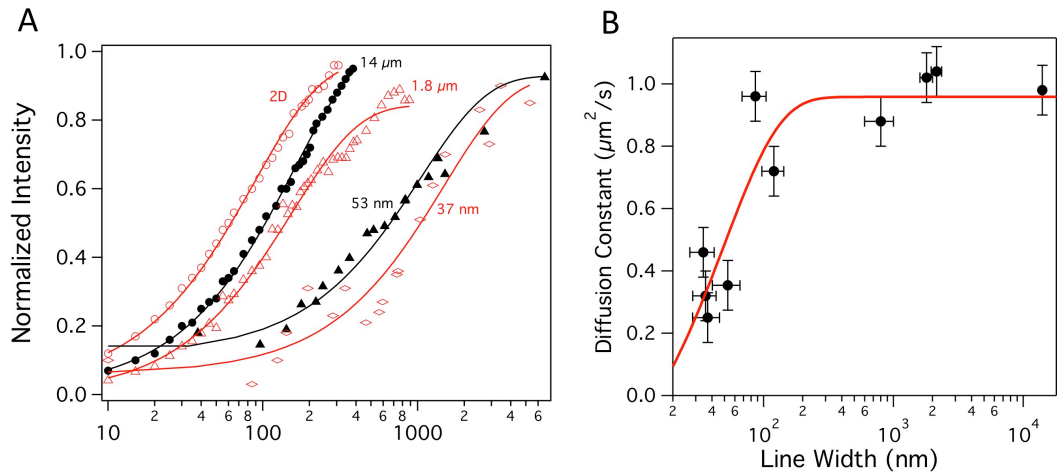 A
B
1.0
0.8
0.6
0.4
0.2
0.0
Normalized Intensity
2D
14 µm
1.8 µm
53 nm
37 nm
10 2 4 6 8 100 2 4 6 8 1000 2 4 6
1.0
0.8
0.6
0.4
0.2
0.0
Diffusion Constant (µm²/s)
2 4 6 10² 2 4 6 10³ 2 4 6 10⁴
Line Width (nm)